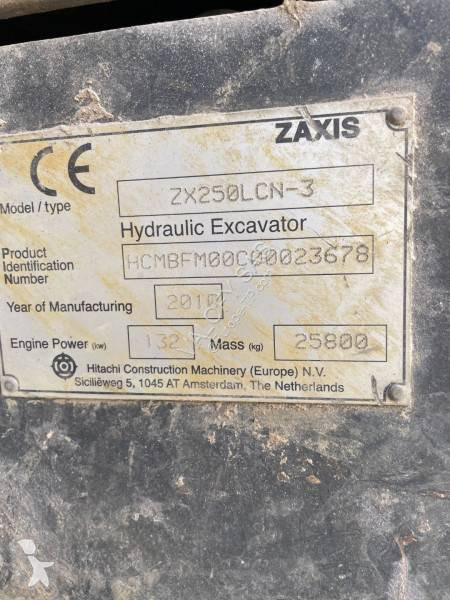 ZAXIS
CE
Model / type ZX250LCN-3
Hydraulic Excavator
Product Identification Number HCMBFM00C00023678
Year of Manufacturing 2010
Engine Power (kw) 132 Mass (kg) 25800
Hitachi Construction Machinery (Europe) N.V.
Siciliëweg 5, 1045 AT Amsterdam, The Netherlands